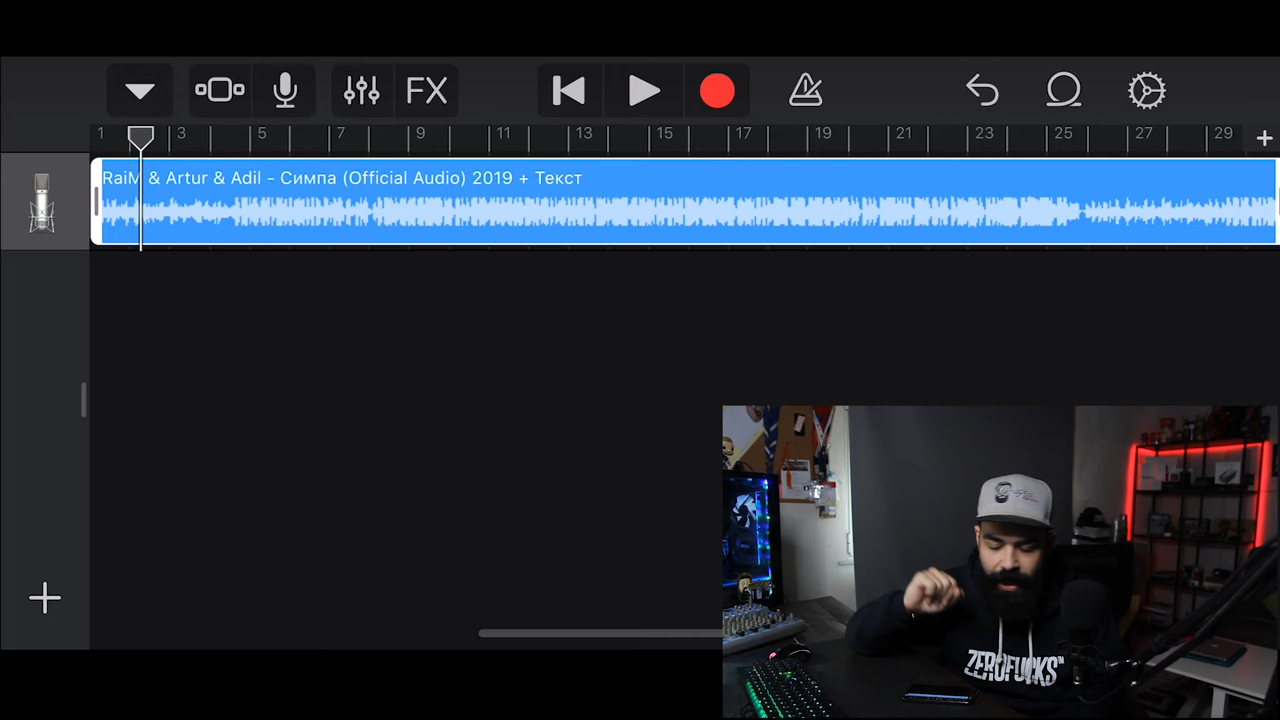 FX
1 3 5 7 9 11 13 15 17 19 21 23 25 27 29
RaiM & Artur & Adil - Симпа (Official Audio) 2019 + Текст
ZEROFUCKS™